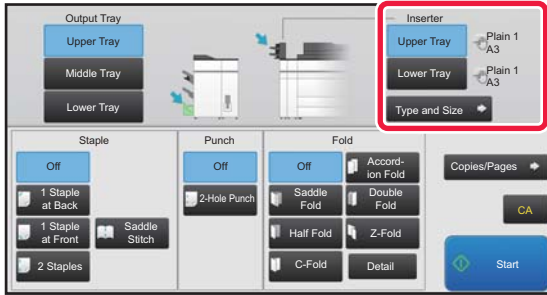 Output Tray
Upper Tray
Middle Tray
Lower Tray
Inserter
Upper Tray
Plain 1
A3
Lower Tray
Plain 1
A3
Type and Size
Staple
Off
1 Staple
at Back
1 Staple
at Front
Saddle
Stitch
2 Staples
Punch
Off
2-Hole Punch
Fold
Off
Accord-
ion Fold
Saddle
Fold
Double
Fold
Half Fold
Z-Fold
C-Fold
Detail
Copies/Pages
CA
Start